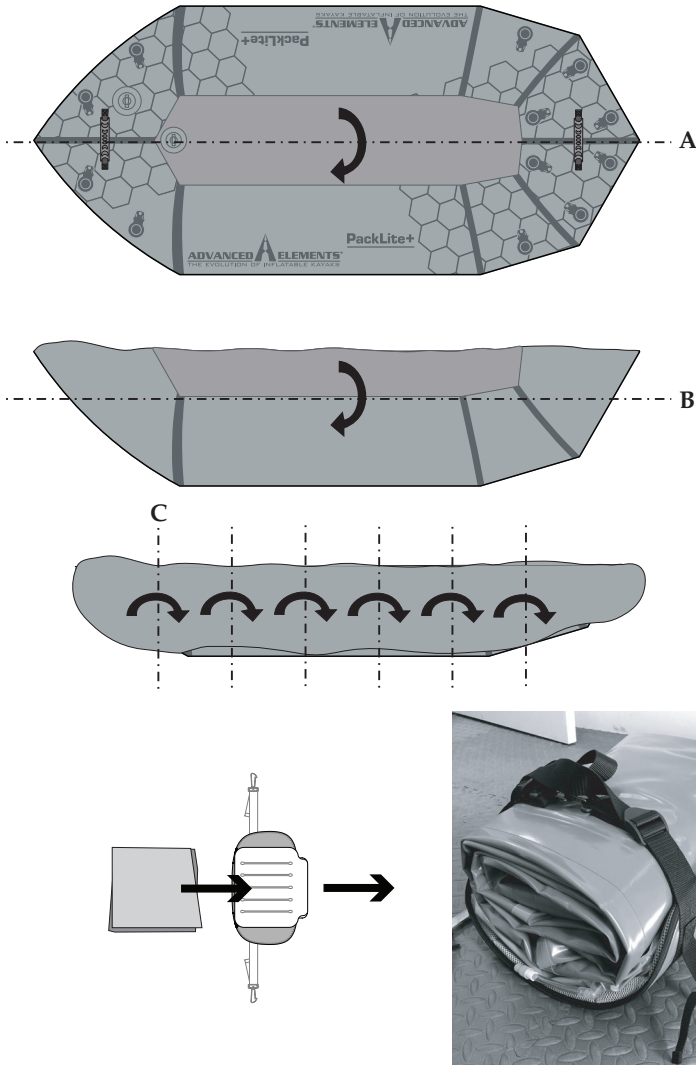 ADVANCED ELEMENTS
THE EVOLUTION OF INFLATABLE KAYAKS
PackLite+
A
PackLite+
ADVANCED ELEMENTS
THE EVOLUTION OF INFLATABLE KAYAKS
B
C